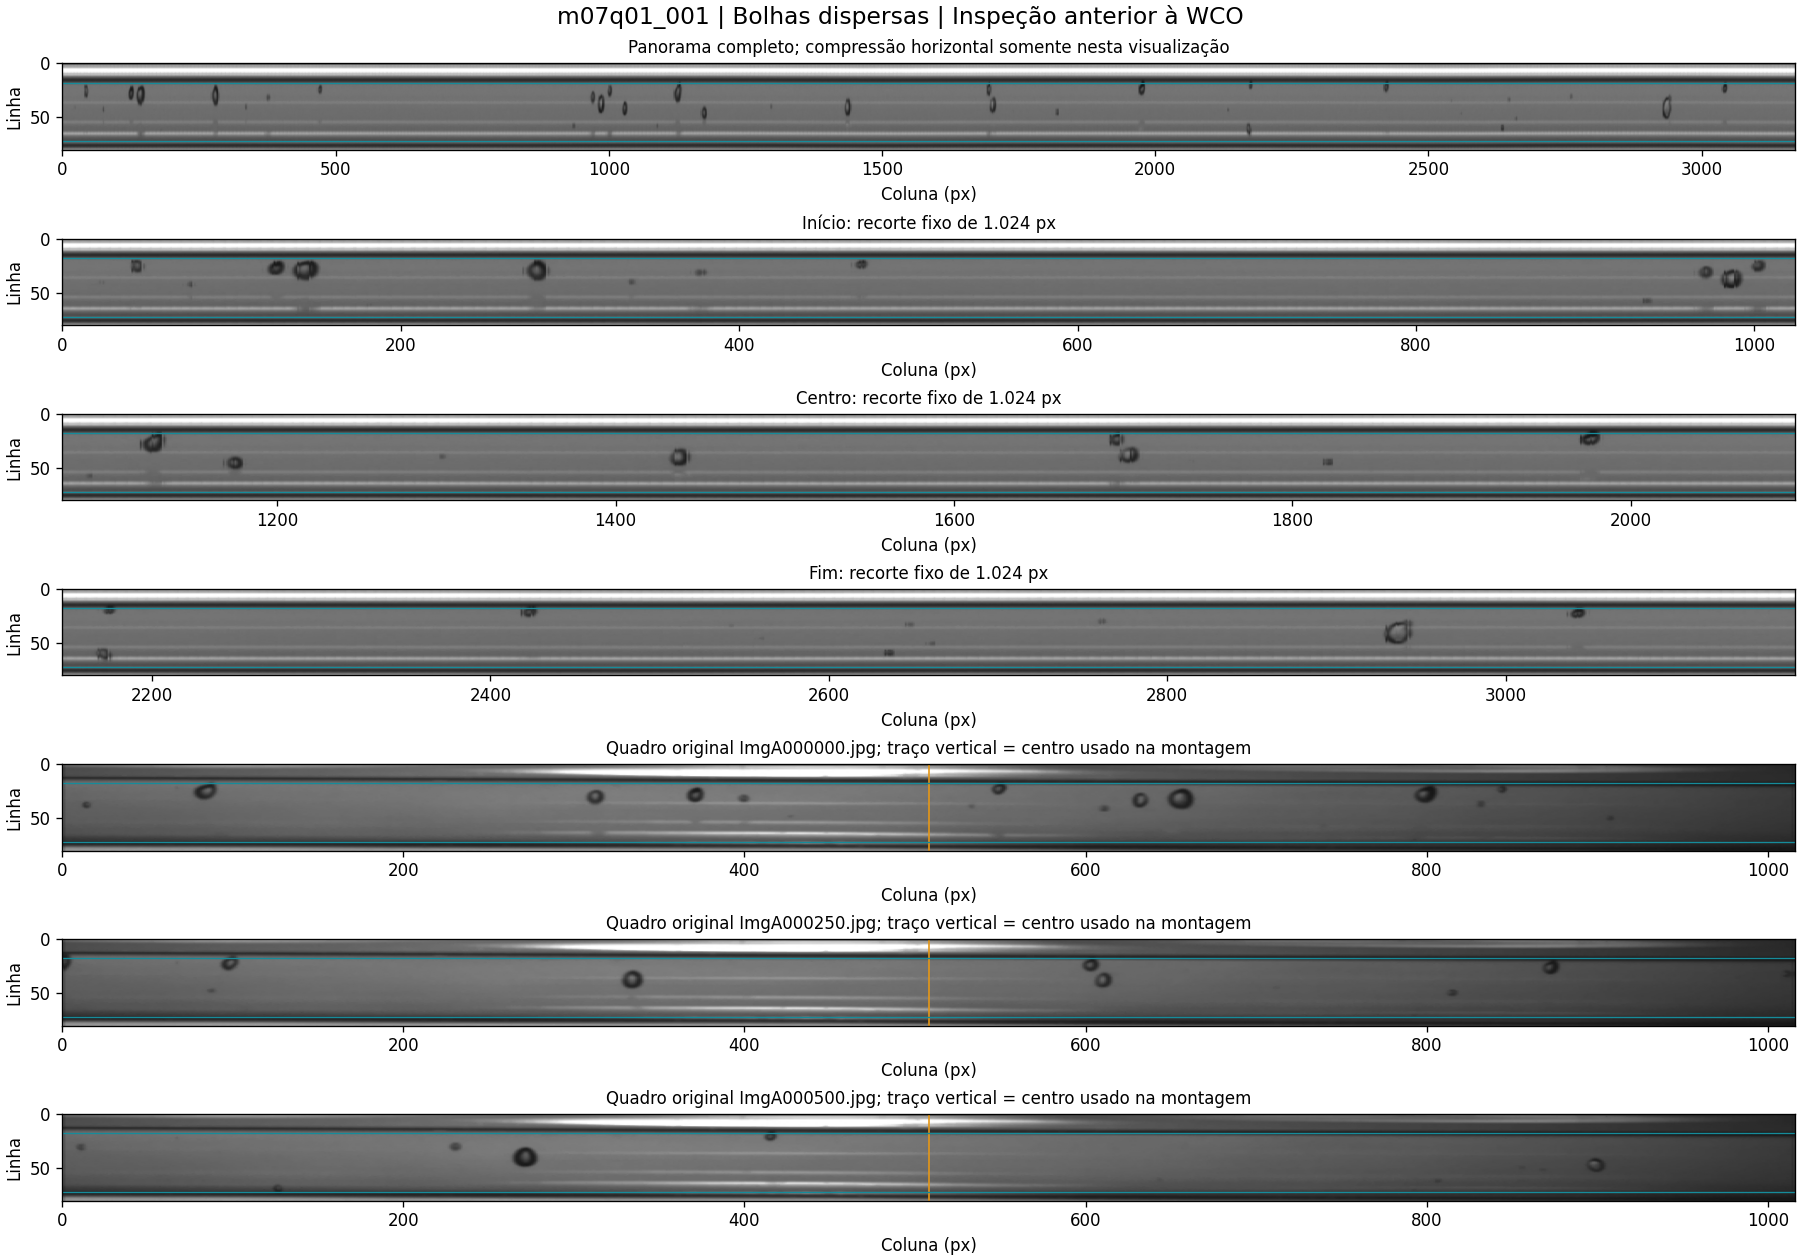 m07q01_001 | Bolhas dispersas | Inspeção anterior à WCO
Panorama completo; compressão horizontal somente nesta visualização
0
50
Linha
0 500 1000 1500 2000 2500 3000
Coluna (px)
Início: recorte fixo de 1.024 px
0
50
Linha
0 200 400 600 800 1000
Coluna (px)
Centro: recorte fixo de 1.024 px
0
50
Linha
1200 1400 1600 1800 2000
Coluna (px)
Fim: recorte fixo de 1.024 px
0
50
Linha
2200 2400 2600 2800 3000
Coluna (px)
Quadro original ImgA000000.jpg; traço vertical = centro usado na montagem
0
50
Linha
0 200 400 600 800 1000
Coluna (px)
Quadro original ImgA000250.jpg; traço vertical = centro usado na montagem
0
50
Linha
0 200 400 600 800 1000
Coluna (px)
Quadro original ImgA000500.jpg; traço vertical = centro usado na montagem
0
50
Linha
0 200 400 600 800 1000
Coluna (px)